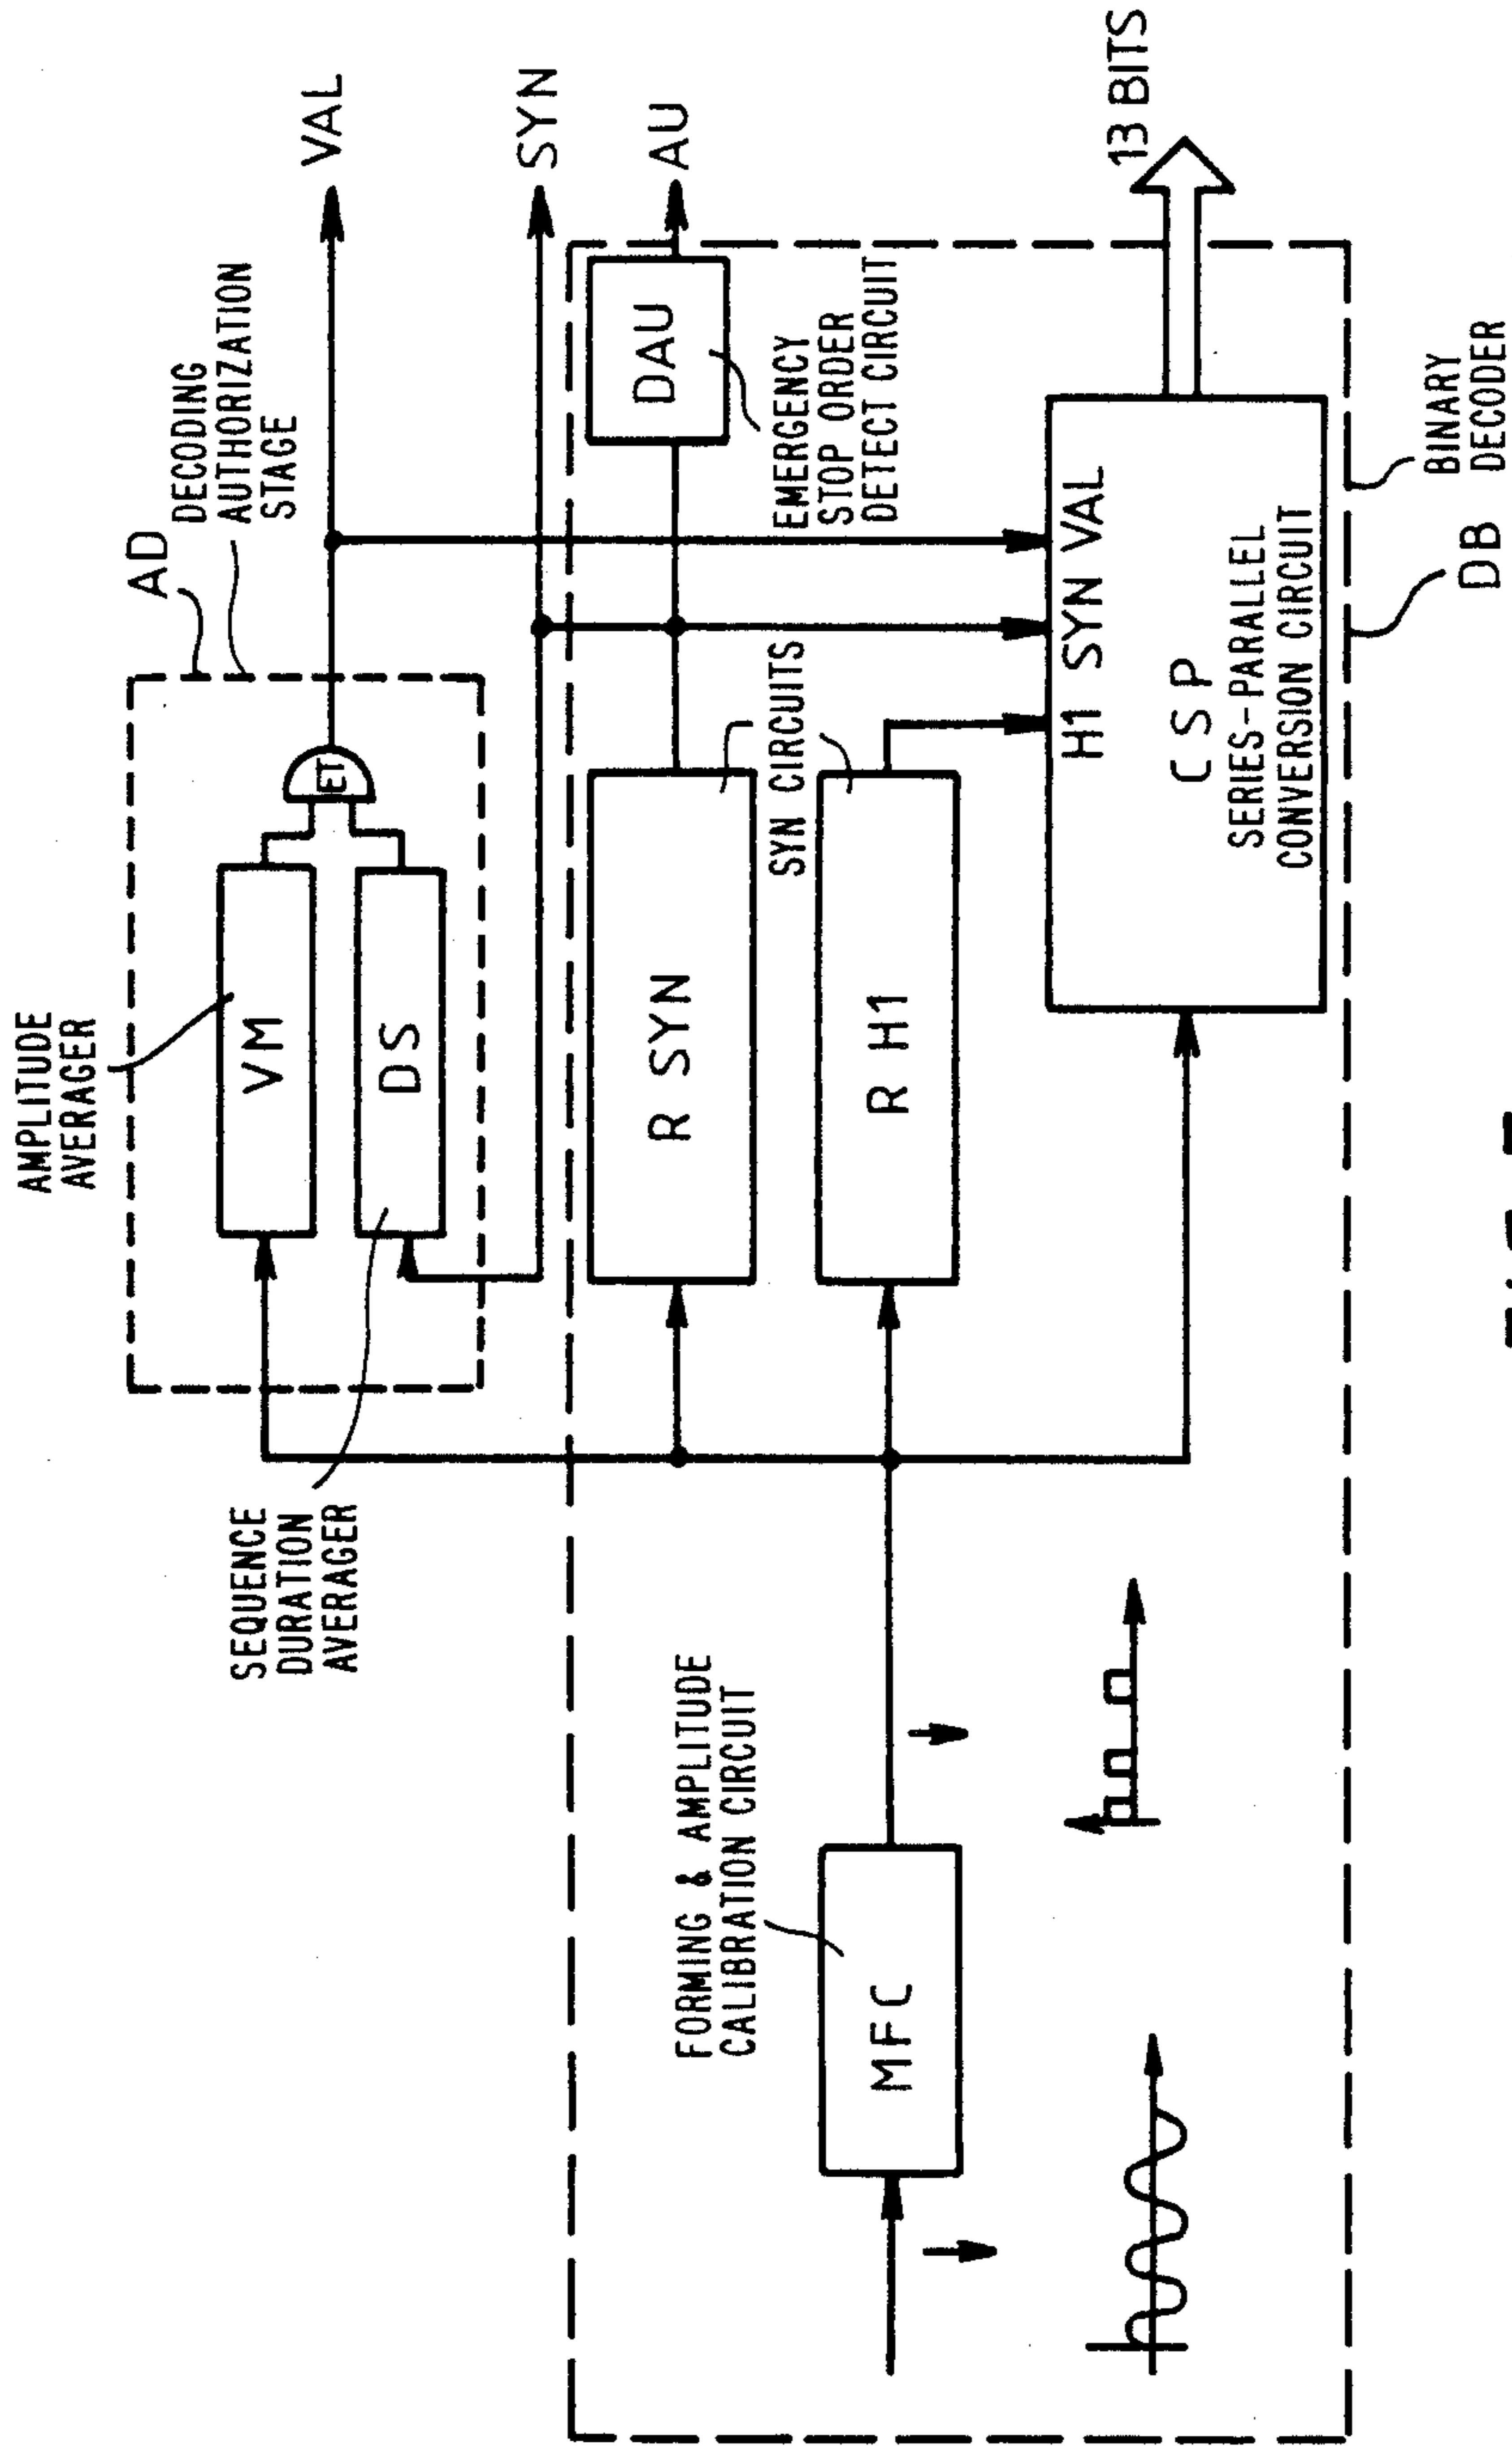 AMPLITUDE
AVERAGER
AD
DECODING
AUTHORIZATION
STAGE
VAL
VM
ET
DS
SYN
SEQUENCE
DURATION
AVERAGER
R SYN
DAU
AU
EMERGENCY
STOP ORDER
DETECT CIRCUIT
SYN CIRCUITS
FORMING & AMPLITUDE
CALIBRATION CIRCUIT
MFC
R H1
H1 SYN VAL
CSP
SERIES-PARALLEL
CONVERSION CIRCUIT
13 BITS
BINARY
DECODER
DB